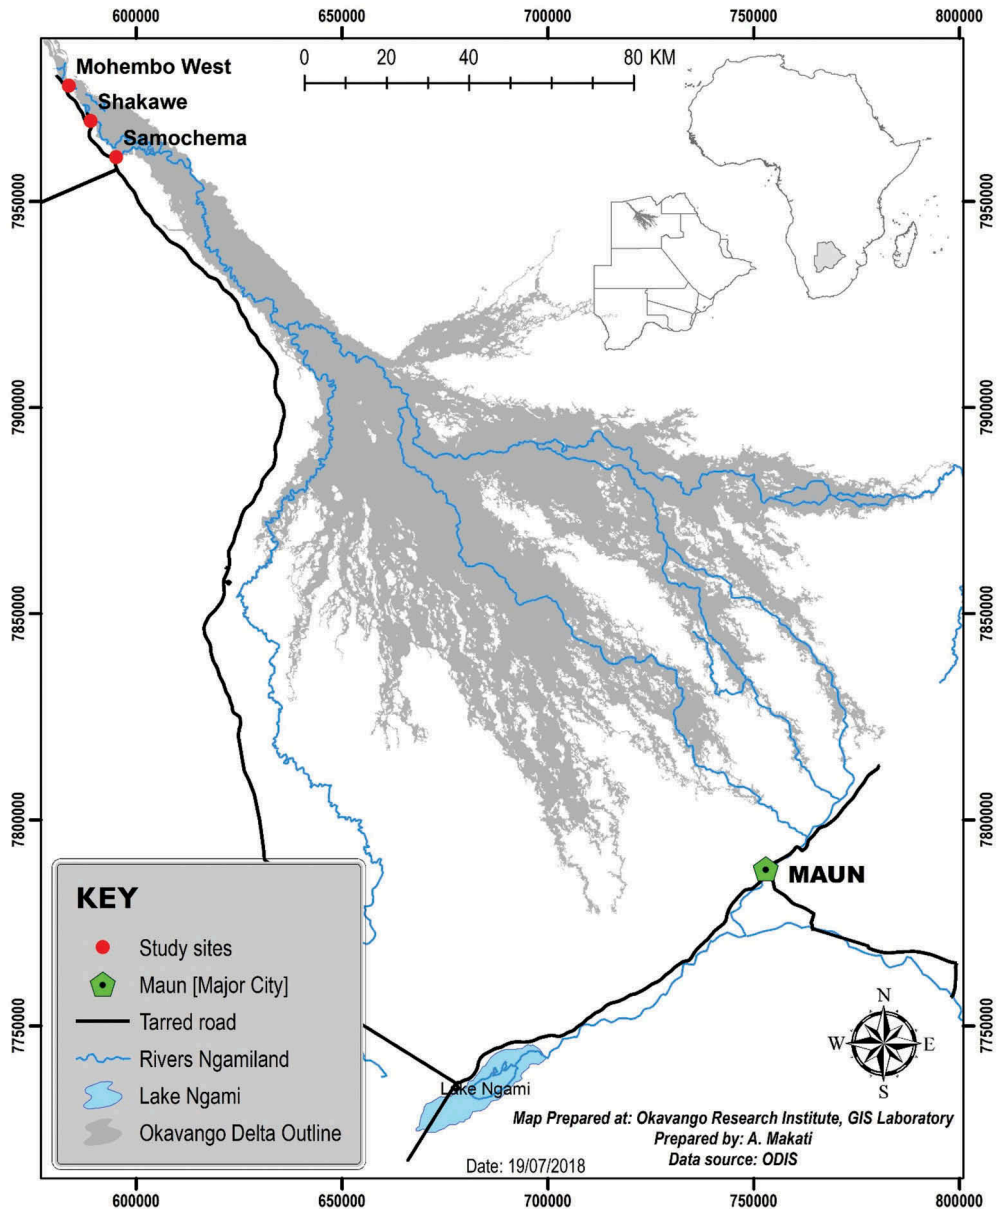 600000 650000 700000 750000 800000
0 20 40 80 KM
Mohembo West
Shakawe
Samochema
7950000 7950000
7900000 7900000
7850000 7850000
7800000 7800000
MAUN
KEY
Study sites
Maun [Major City]
Tarred road
Rivers Ngamiland
Lake Ngami
Okavango Delta Outline
7750000 7750000
N
W E
S
Lake Ngami
Map Prepared at: Okavango Research Institute, GIS Laboratory
Prepared by: A. Makati
Data source: ODIS
Date: 19/07/2018
600000 650000 700000 750000 800000